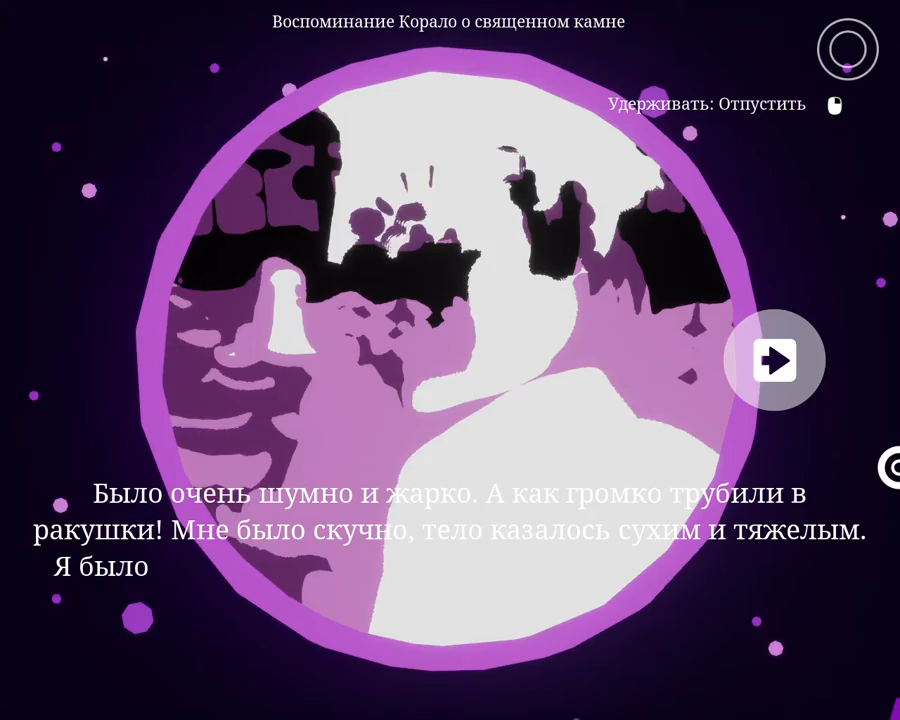 Воспоминание Корало о священном камне
Удерживать: Отпустить
Было очень шумно и жарко. А как громко трубили в
ракушки! Мне было скучно, тело казалось сухим и тяжелым.
Я было